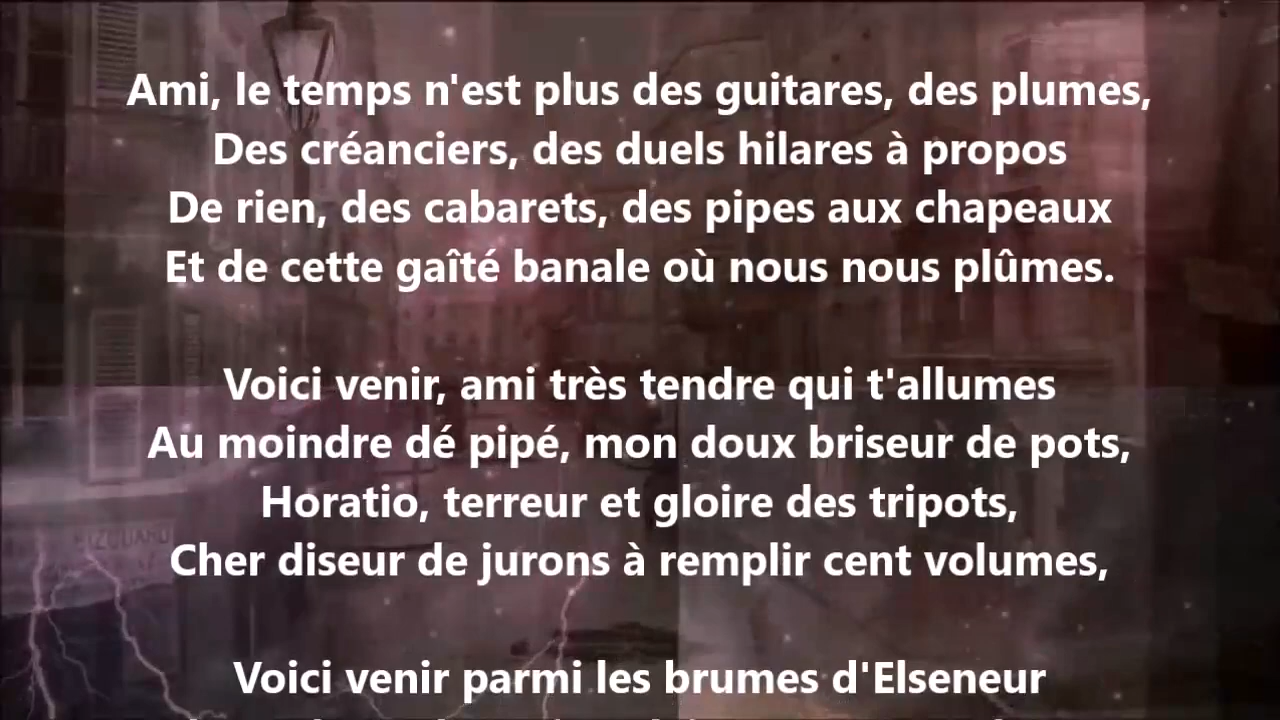 Ami, le temps n'est plus des guitares, des plumes,
Des créanciers, des duels hilares à propos
De rien, des cabarets, des pipes aux chapeaux
Et de cette gaîté banale où nous nous plûmes.
Voici venir, ami très tendre qui t'allumes
Au moindre dé pipé, mon doux briseur de pots,
Horatio, terreur et gloire des tripots,
Cher diseur de jurons à remplir cent volumes,
Voici venir parmi les brumes d'Elseneur